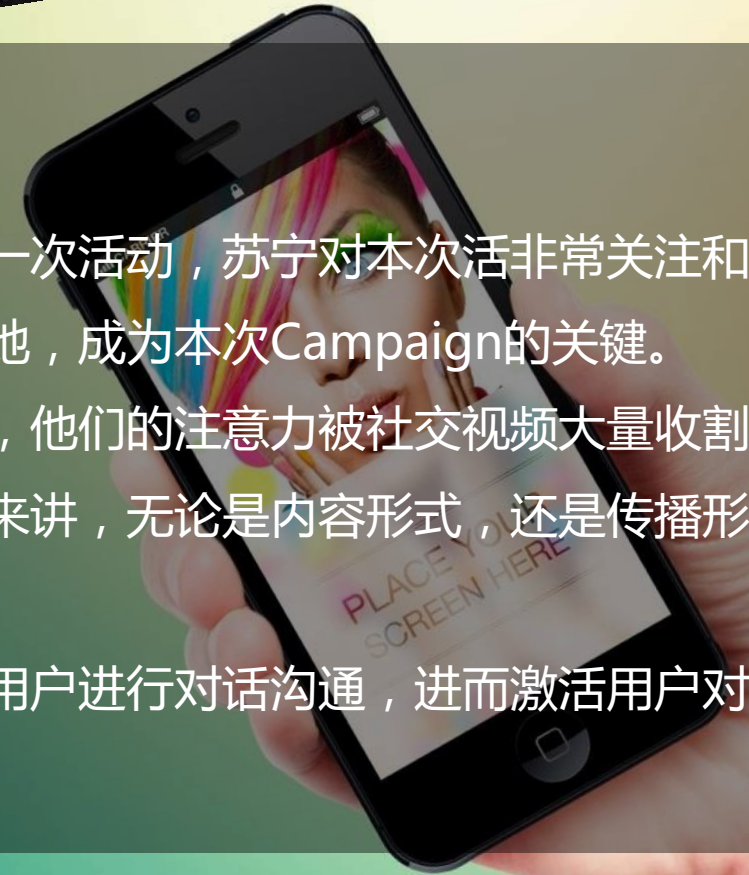 一次活动，苏宁对本次活非常关注和
地，成为本次Campaign的关键。
，他们的注意力被社交视频大量收割
来讲，无论是内容形式，还是传播形
PLACE YOUR
SCREEN HERE
用户进行对话沟通，进而激活用户对